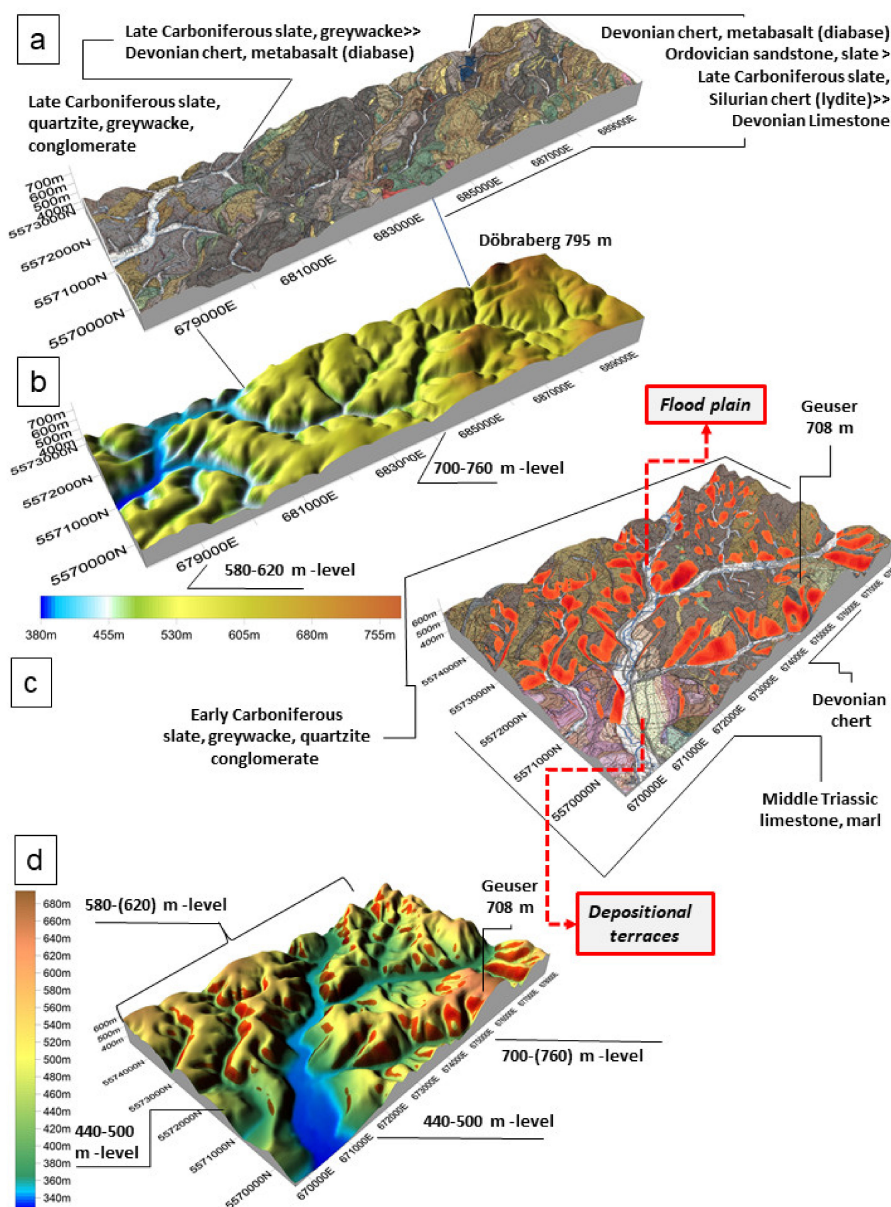 a
Late Carboniferous slate, greywacke>>
Devonian chert, metabasalt (diabase)
Late Carboniferous slate,
quartzite, greywacke,
conglomerate
Devonian chert, metabasalt (diabase)
Ordovician sandstone, slate >
Late Carboniferous slate,
Silurian chert (lydite)>>
Devonian Limestone
700m
600m
500m
400m
5573000N
5572000N
5571000N
5570000N
679000E
681000E
683000E
685000E
687000E
689000E
Döbraberg 795 m
b
700m
600m
500m
400m
5573000N
5572000N
5571000N
5570000N
679000E
681000E
683000E
685000E
687000E
689000E
700-760 m -level
580-620 m -level
380m
455m
530m
605m
680m
755m
Flood plain
Geuser
708 m
c
600m
500m
400m
5574000N
5573000N
5572000N
5571000N
5570000N
670000E
671000E
672000E
673000E
674000E
675000E
676000E
677000E
Early Carboniferous
slate, greywacke, quartzite
conglomerate
Devonian
chert
Middle Triassic
limestone, marl
Depositional
terraces
d
680m
660m
640m
620m
600m
580m
560m
540m
520m
500m
480m
460m
440m
420m
400m
380m
360m
340m
580-(620) m -level
Geuser
708 m
600m
500m
400m
5574000N
5573000N
5572000N
5571000N
5570000N
670000E
671000E
672000E
673000E
674000E
675000E
676000E
677000E
700-(760) m -level
440-500
m -level
440-500 m -level